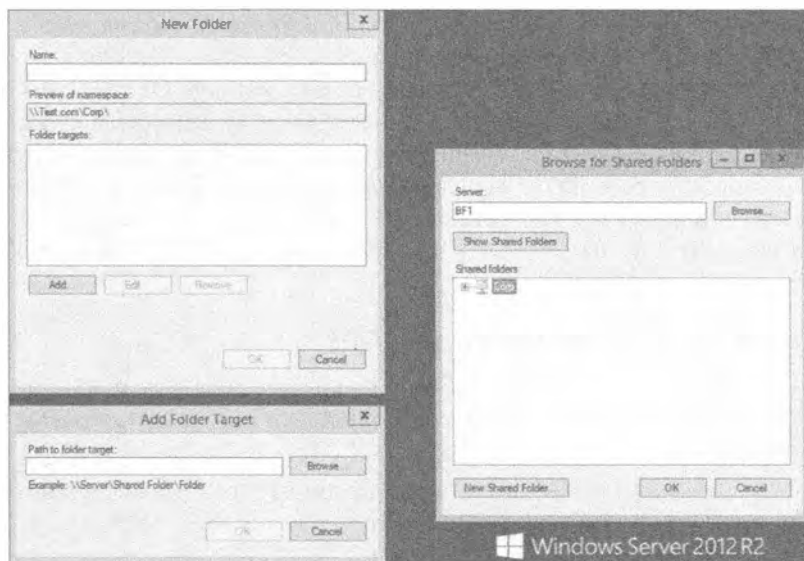 New Folder
x
Name:
Preview of namespace:
\\Test.com\Corp\
Folder targets:
Add...
Edit
Remove
OK
Cancel
Add Folder Target
x
Path to folder target:
Browse...
Example: \\Server\Shared Folder\Folder
OK
Cancel
Browse for Shared Folders
x
Server:
BF1
Browse...
Show Shared Folders
Shared folders:
Corp
New Shared Folder...
OK
Cancel
Windows Server 2012 R2